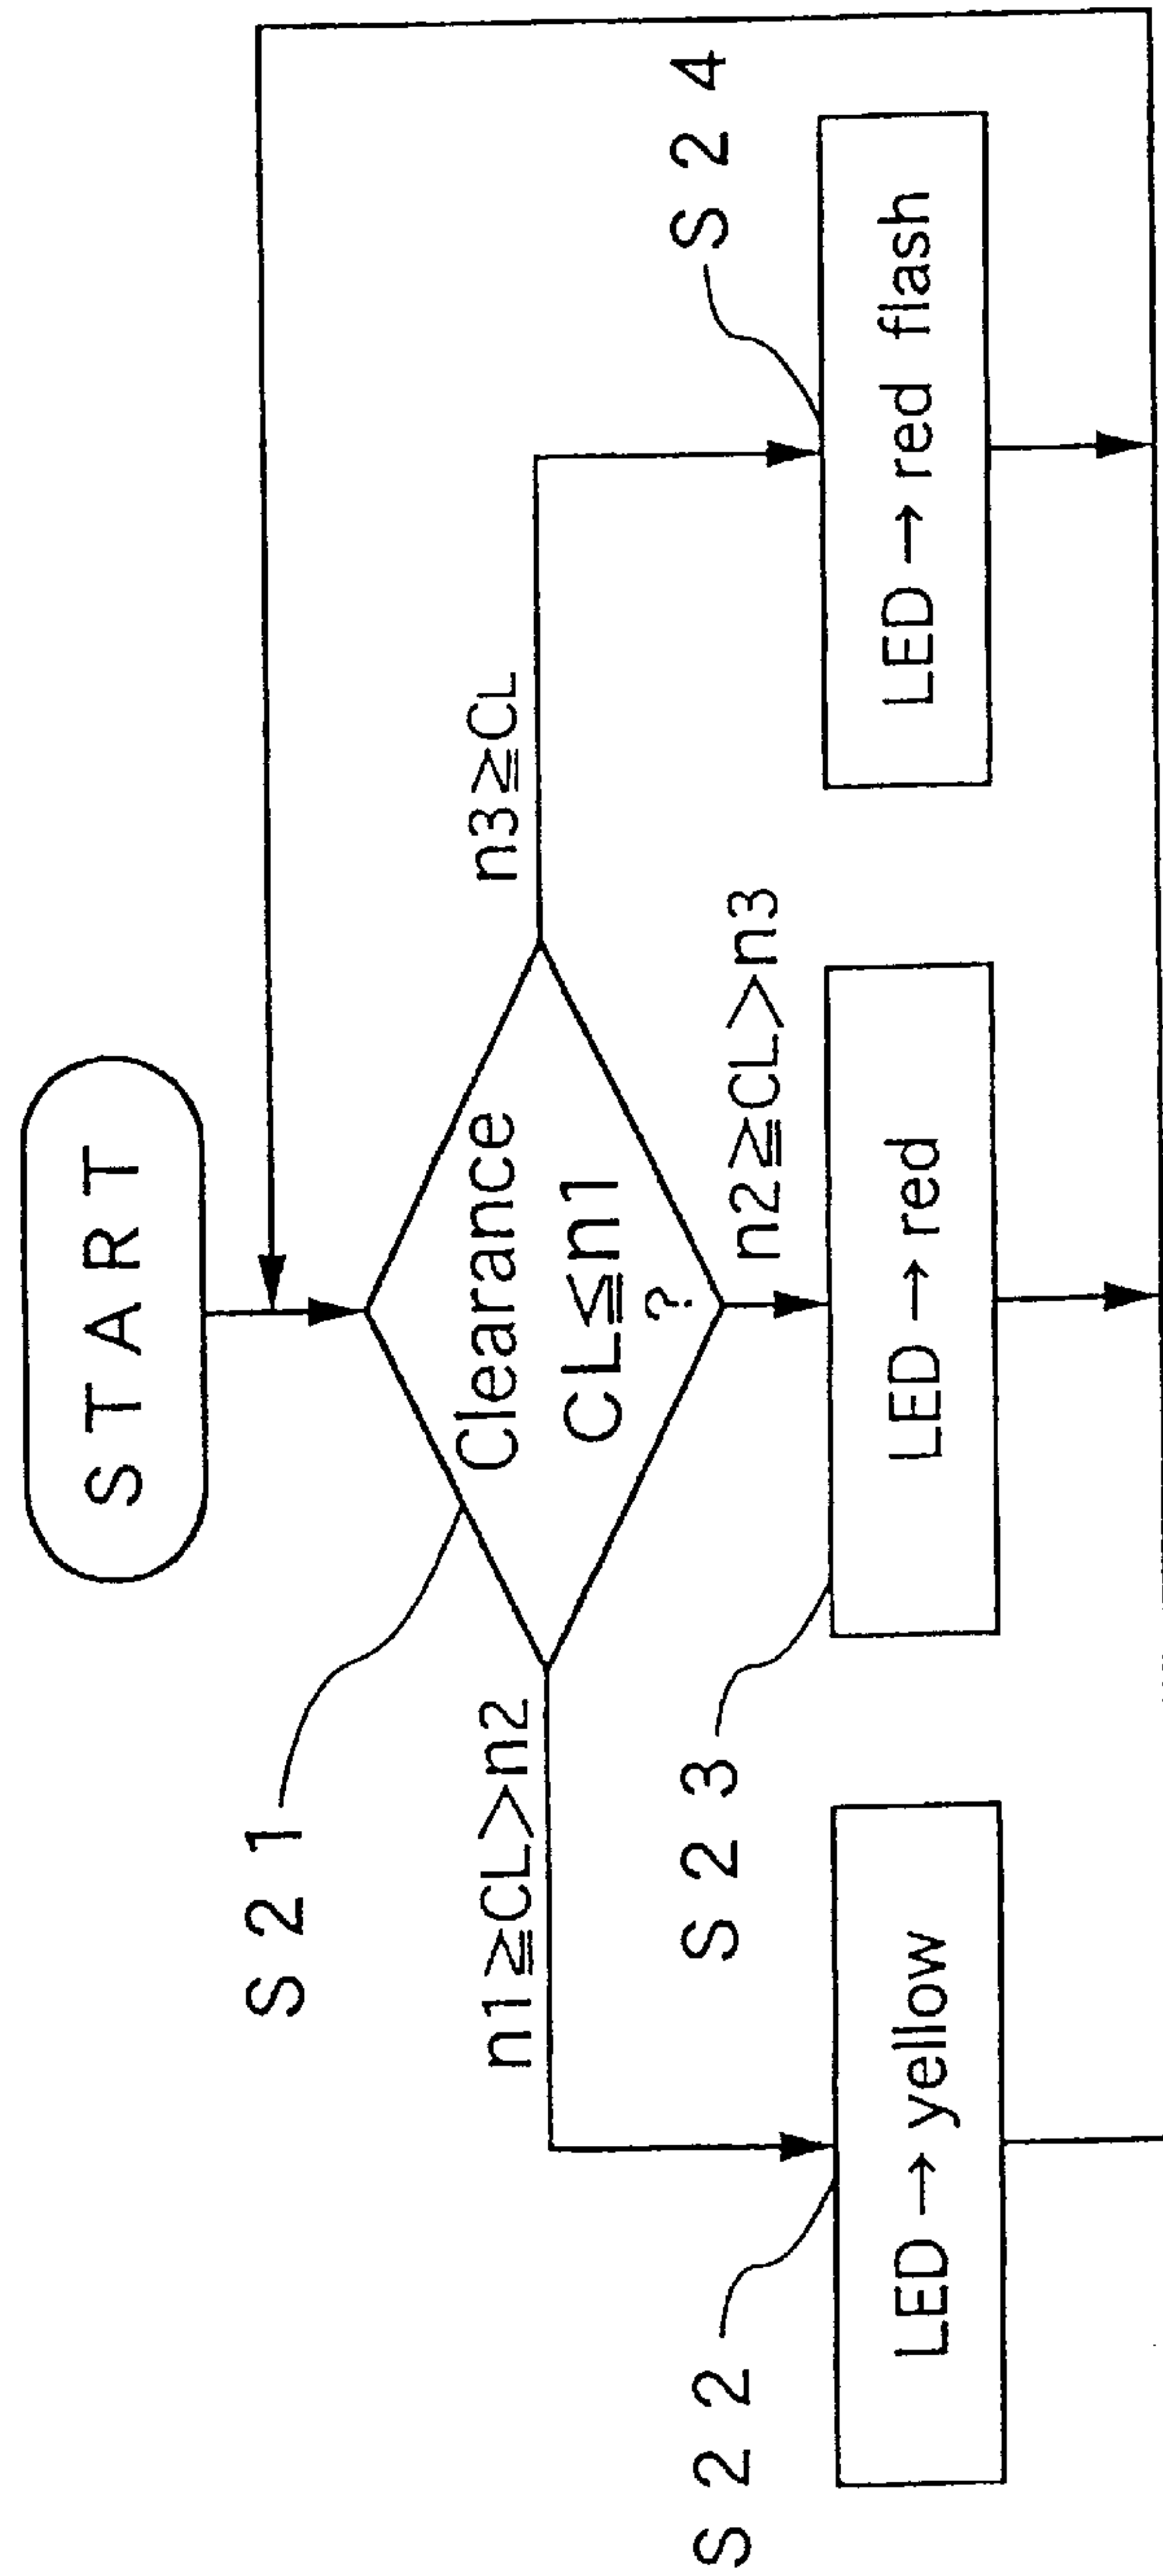 START
S21
Clearance
CL≦n1
?
n1≧CL>n2
n3≧CL
n2≧CL>n3
S22
S23
S24
LED→yellow
LED→red
LED→red flash